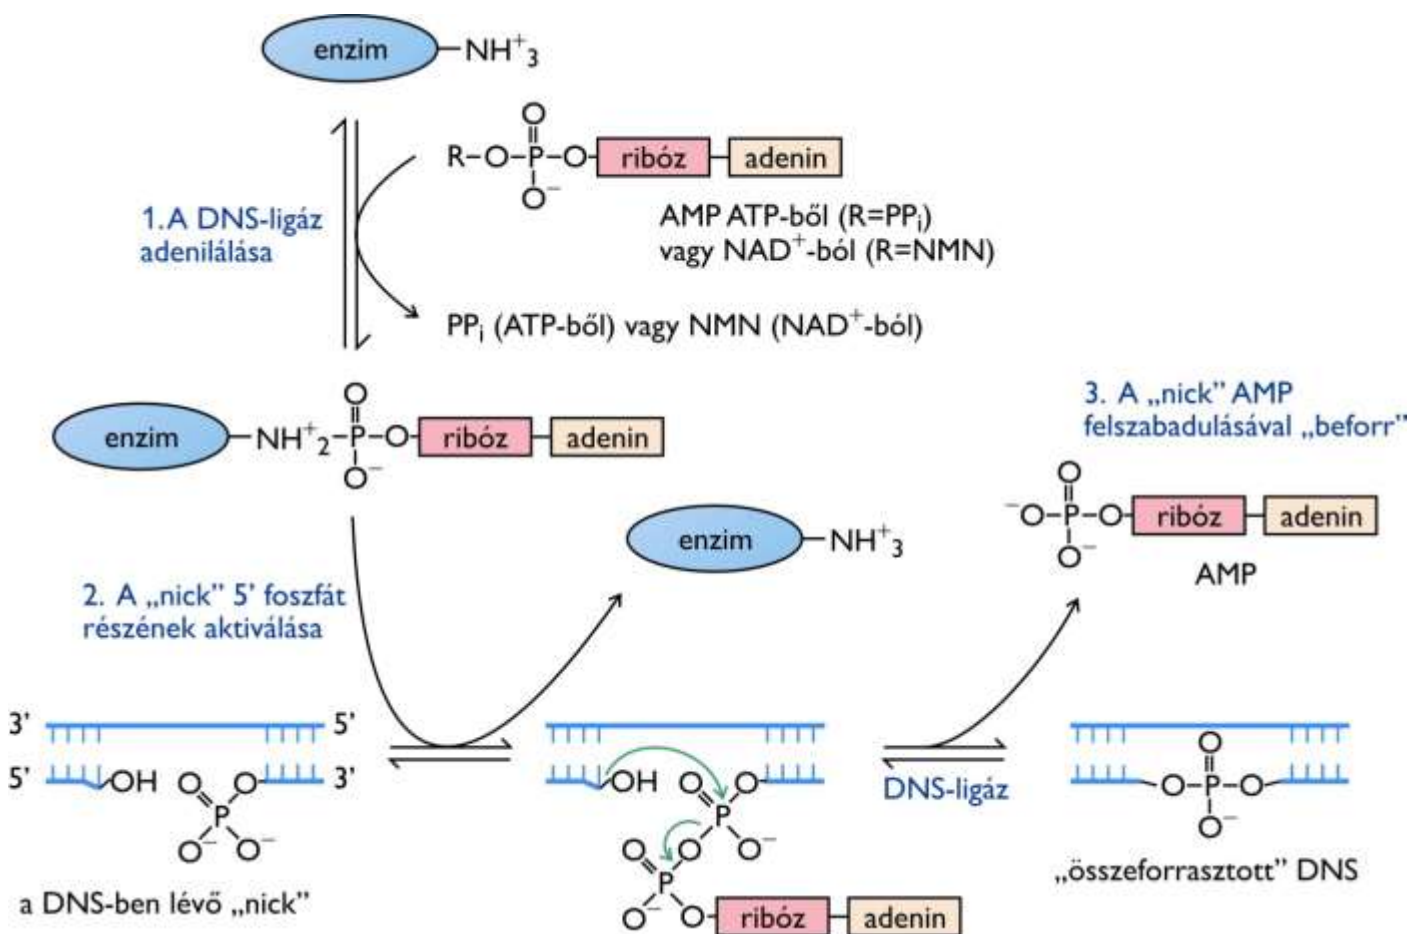 enzim
NH⁺₃
O
R–O–P–O
ribóz
adenin
O⁻
1. A DNS-ligáz
adenilálása
AMP ATP-ből (R=PPᵢ)
vagy NAD⁺-ból (R=NMN)
PPᵢ (ATP-ből) vagy NMN (NAD⁺-ból)
O
enzim
NH⁺₂–P–O
ribóz
adenin
O⁻
3. A „nick” AMP
felszabadulásával „beforr”
O
⁻O–P–O
ribóz
adenin
O⁻
AMP
enzim
NH⁺₃
2. A „nick” 5’ foszfát
részének aktiválása
3’
5’
5’
OH
3’
O
O
P
O⁻
O⁻
a DNS-ben lévő „nick”
OH
O
O
P
O
O⁻
O
P
O⁻
O
ribóz
adenin
DNS-ligáz
O
O–P–O
O⁻
„összeforrasztott” DNS